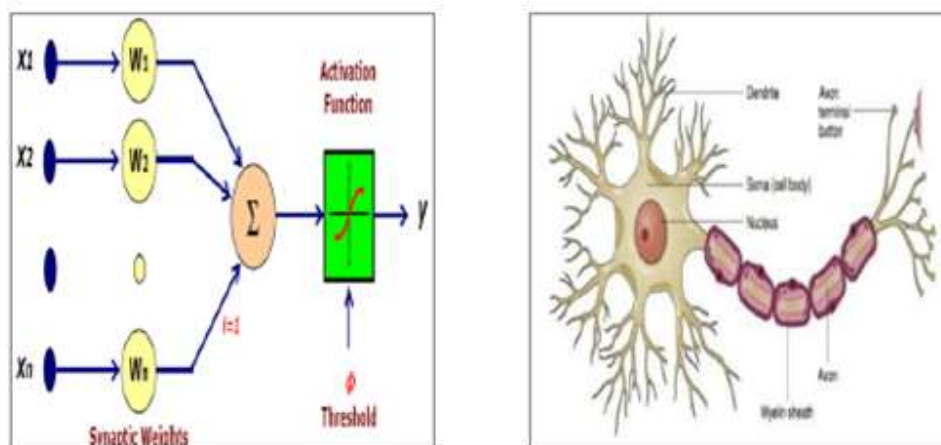 X1
W1
Activation
Function
X2
W2
Σ
y
i=1
Xn
Wn
Φ
Threshold
Synaptic Weights
Dendrite
Axon
terminal
button
Soma (cell body)
Nucleus
Axon
Myelin sheath